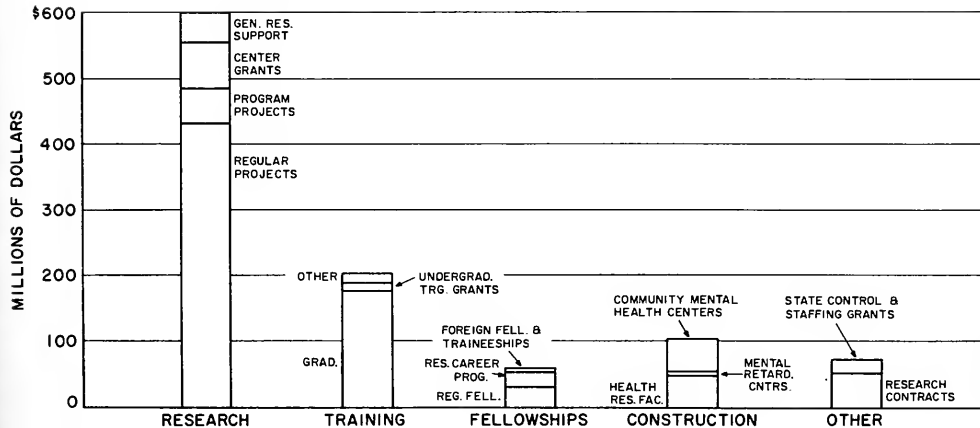 MILLIONS OF DOLLARS
$600
500
400
300
200
100
0
GEN. RES.
SUPPORT
CENTER
GRANTS
PROGRAM
PROJECTS
REGULAR
PROJECTS
OTHER
UNDERGRAD.
TRG. GRANTS
GRAD.
FOREIGN FELL. &
TRAINEESHIPS
RES. CAREER
PROG.
REG. FELL.
COMMUNITY MENTAL
HEALTH CENTERS
MENTAL
RETARD.
CNTRS.
HEALTH
RES. FAC.
STATE CONTROL &
STAFFING GRANTS
RESEARCH
CONTRACTS
RESEARCH
TRAINING
FELLOWSHIPS
CONSTRUCTION
OTHER